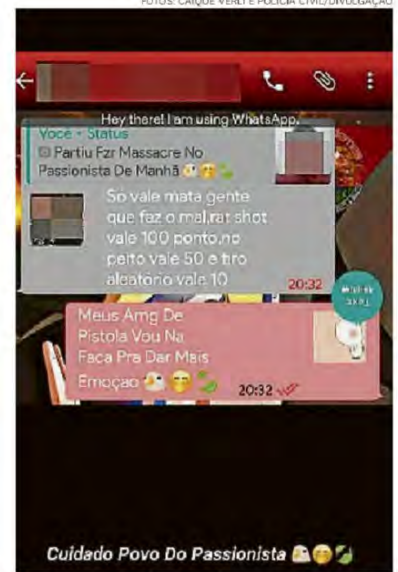 FOTOS: CAÍQUE VERLI E POLÍCIA CIVIL/DIVULGAÇÃO
Hey there! I am using WhatsApp.
Você • Status
Partiu Fzr Massacre No
Passionista De Manhã
So vale mata gente
que faz o mal,rat shot
vale 100 ponto,no
peito vale 50 e tiro
aleatório vale 10
20:32
Meus Amg De
Pistola Vou Na
Faca Pra Dar Mais
Emoçao
20:32
Cuidado Povo Do Passionista